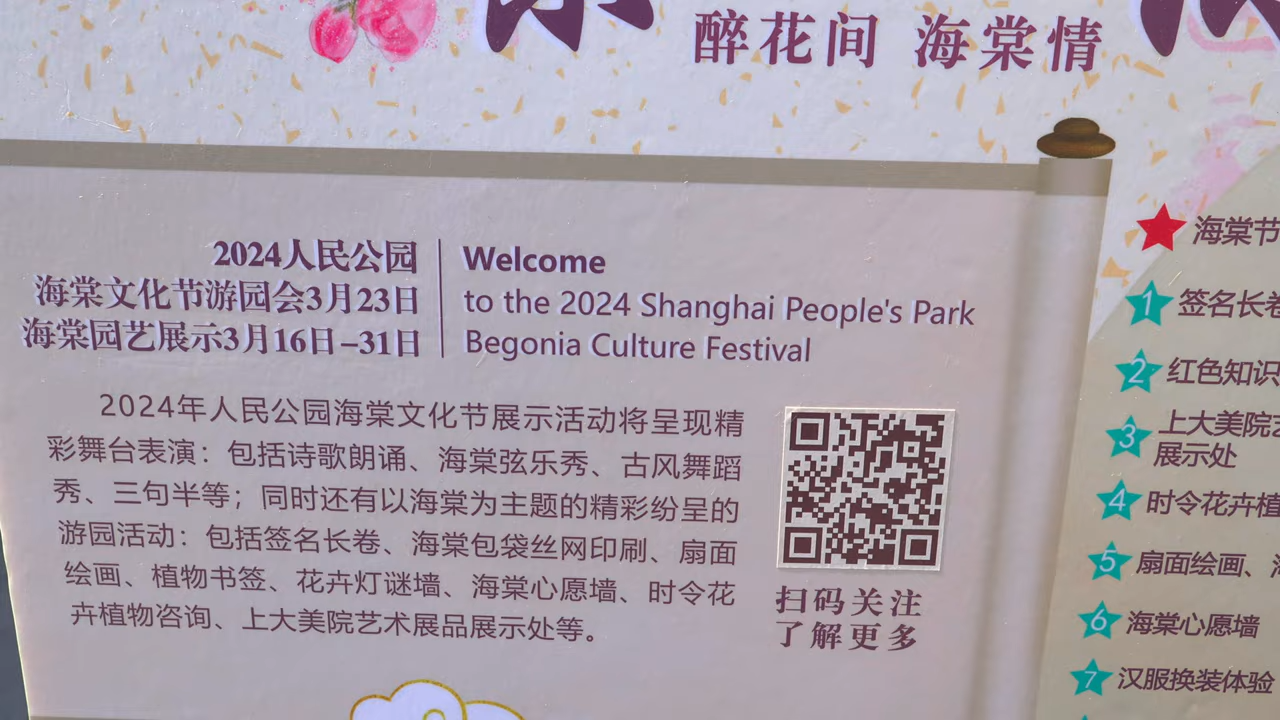 醉花间 海棠情
2024人民公园
海棠文化节游园会3月23日
海棠园艺展示3月16日-31日
Welcome
to the 2024 Shanghai People's Park
Begonia Culture Festival
2024年人民公园海棠文化节展示活动将呈现精
彩舞台表演：包括诗歌朗诵、海棠弦乐秀、古风舞蹈
秀、三句半等；同时还有以海棠为主题的精彩纷呈的
游园活动：包括签名长卷、海棠包袋丝网印刷、扇面
绘画、植物书签、花卉灯谜墙、海棠心愿墙、时令花
卉植物咨询、上大美院艺术展品展示处等。
扫码关注
了解更多
海棠节
1 签名长卷
2 红色知识
3 上大美院
展示处
4 时令花卉植
5 扇面绘画、
6 海棠心愿墙
7 汉服换装体验